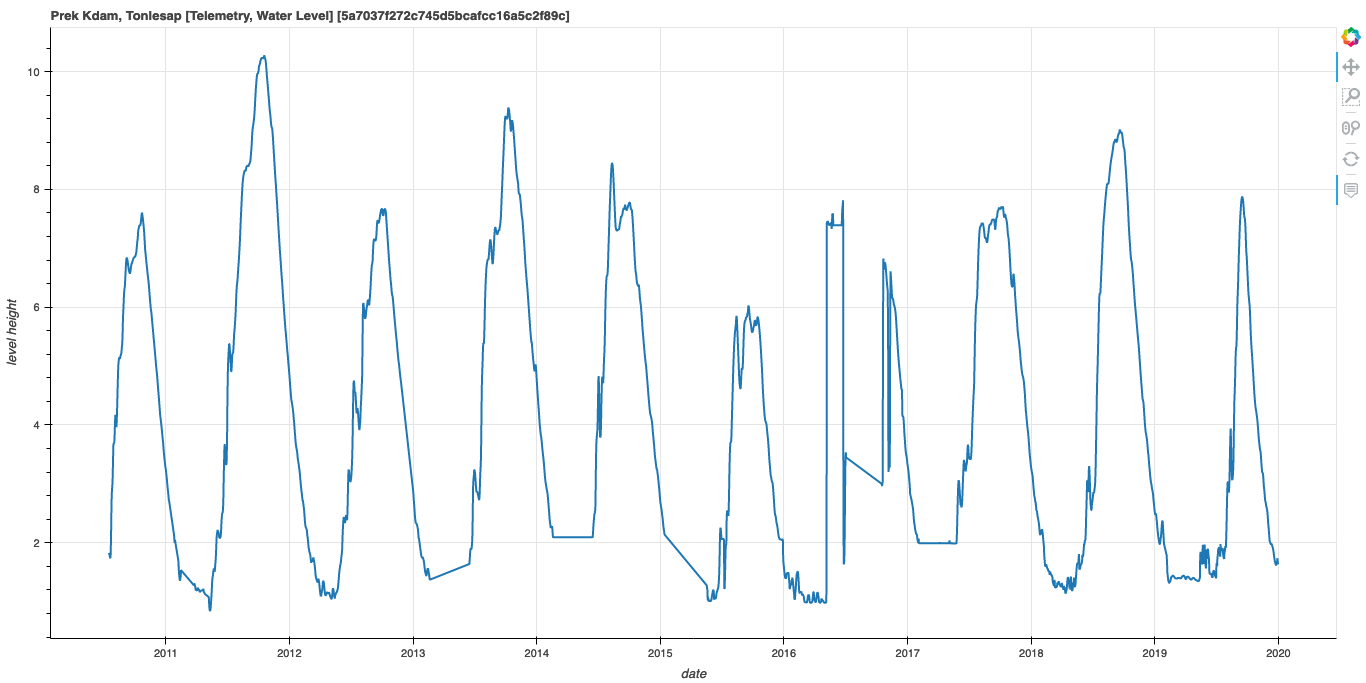 Prek Kdam, Tonlesap [Telemetry, Water Level] [5a7037f272c745d5bcafcc16a5c2f89c]
10
8
6
4
2
level height
2011 2012 2013 2014 2015 2016 2017 2018 2019 2020
date